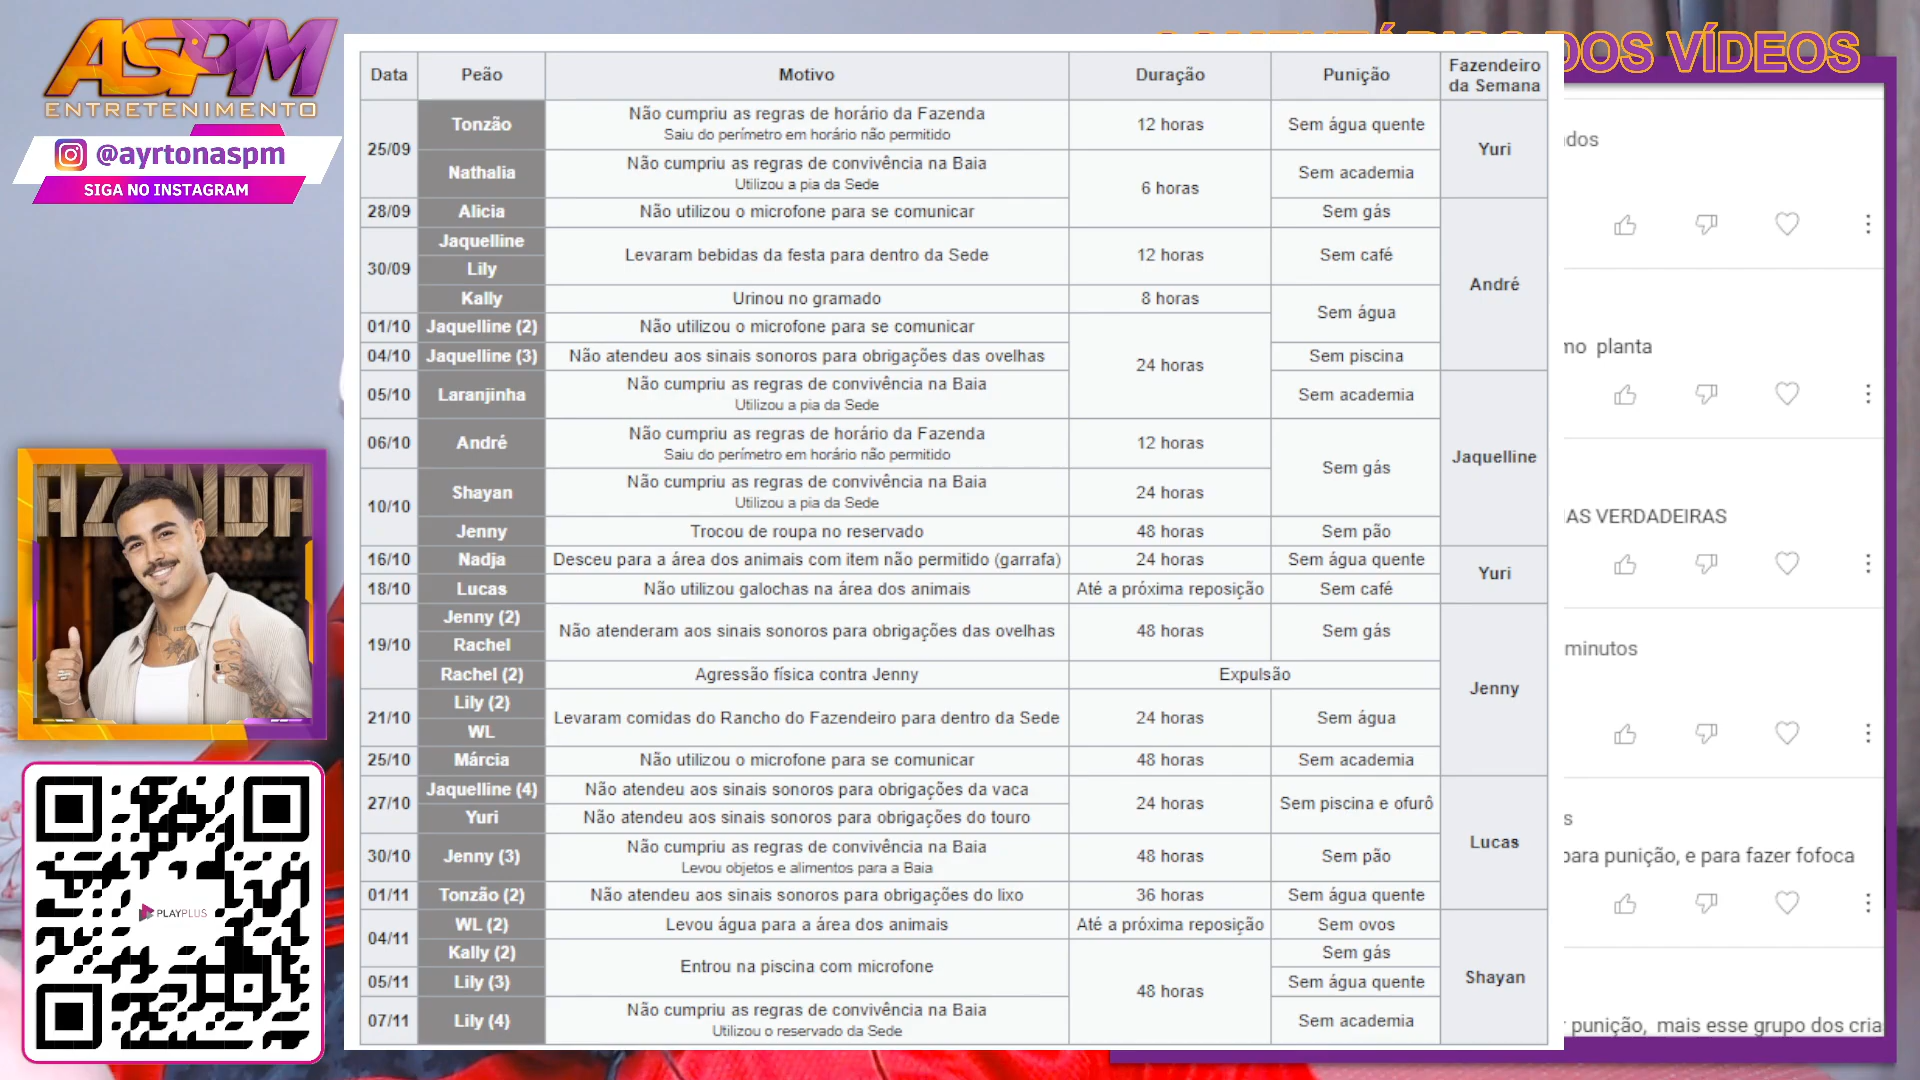 ASPM
ENTRETENIMENTO
@ayrtonaspm
SIGA NO INSTAGRAM
PLAYPLUS
DOS VÍDEOS
Data Peão Motivo Duração Punição Fazendeiro da Semana
25/09 Tonzão Não cumpriu as regras de horário da Fazenda 12 horas Sem água quente Yuri
Saiu do perímetro em horário não permitido
Nathalia Não cumpriu as regras de convivência na Baia 6 horas Sem academia
Utilizou a pia da Sede
28/09 Alicia Não utilizou o microfone para se comunicar Sem gás André
30/09 Jaquelline Levaram bebidas da festa para dentro da Sede 12 horas Sem café
Lily
Kally Urinou no gramado 8 horas Sem água
01/10 Jaquelline (2) Não utilizou o microfone para se comunicar 24 horas
04/10 Jaquelline (3) Não atendeu aos sinais sonoros para obrigações das ovelhas Sem piscina
05/10 Laranjinha Não cumpriu as regras de convivência na Baia Sem academia Jaquelline
Utilizou a pia da Sede
06/10 André Não cumpriu as regras de horário da Fazenda 12 horas Sem gás
Saiu do perímetro em horário não permitido
10/10 Shayan Não cumpriu as regras de convivência na Baia 24 horas
Utilizou a pia da Sede
Jenny Trocou de roupa no reservado 48 horas Sem pão
16/10 Nadja Desceu para a área dos animais com item não permitido (garrafa) 24 horas Sem água quente Yuri
18/10 Lucas Não utilizou galochas na área dos animais Até a próxima reposição Sem café
19/10 Jenny (2) Não atenderam aos sinais sonoros para obrigações das ovelhas 48 horas Sem gás Jenny
Rachel
Rachel (2) Agressão física contra Jenny Expulsão
21/10 Lily (2) Levaram comidas do Rancho do Fazendeiro para dentro da Sede 24 horas Sem água
WL
25/10 Márcia Não utilizou o microfone para se comunicar 48 horas Sem academia
27/10 Jaquelline (4) Não atendeu aos sinais sonoros para obrigações da vaca 24 horas Sem piscina e ofurô Lucas
Yuri Não atendeu aos sinais sonoros para obrigações do touro
30/10 Jenny (3) Não cumpriu as regras de convivência na Baia 48 horas Sem pão
Levou objetos e alimentos para a Baia
01/11 Tonzão (2) Não atendeu aos sinais sonoros para obrigações do lixo 36 horas Sem água quente
04/11 WL (2) Levou água para a área dos animais Até a próxima reposição Sem ovos Shayan
Kally (2) Entrou na piscina com microfone 48 horas Sem gás
05/11 Lily (3) Sem água quente
07/11 Lily (4) Não cumpriu as regras de convivência na Baia Sem academia
Utilizou o reservado da Sede
planta
VERDADEIRAS
minutos
para punição, e para fazer fofoca
punição, mais esse grupo dos